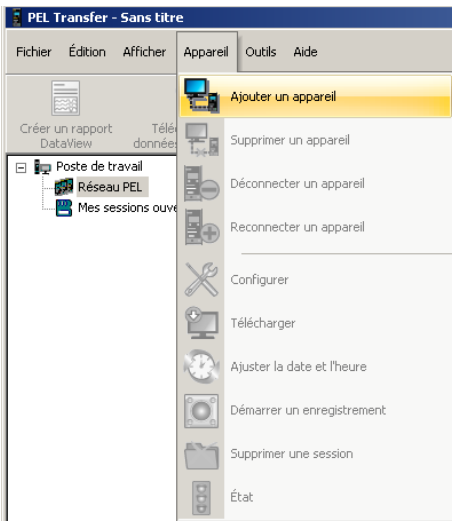 PEL Transfer - Sans titre
Fichier Édition Afficher Appareil Outils Aide
Créer un rapport
DataView
Télé
données
Poste de travail
Réseau PEL
Mes sessions ouve
Ajouter un appareil
Supprimer un appareil
Déconnecter un appareil
Reconnecter un appareil
Configurer
Télécharger
Ajuster la date et l'heure
Démarrer un enregistrement
Supprimer une session
État